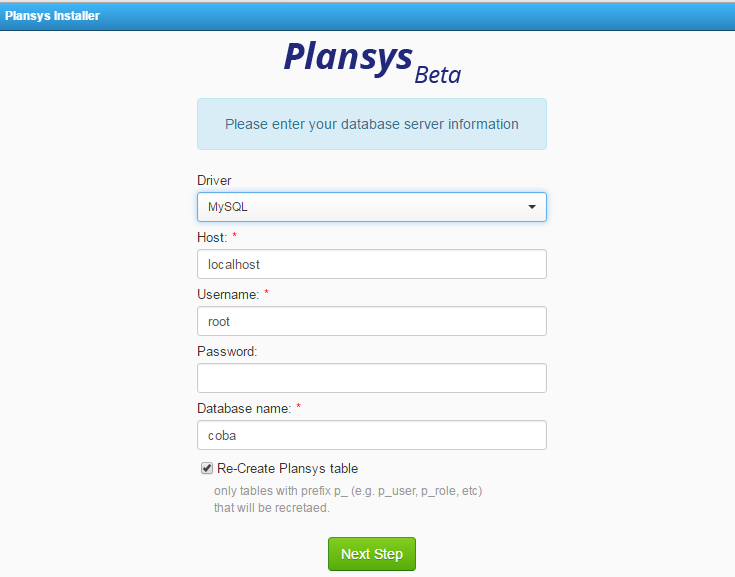 Plansys Installer
Plansys Beta
Please enter your database server information
Driver
MySQL
Host: *
localhost
Username: *
root
Password:
Database name: *
coba
Re-Create Plansys table
only tables with prefix p_ (e.g. p_user, p_role, etc)
that will be recretaed.
Next Step